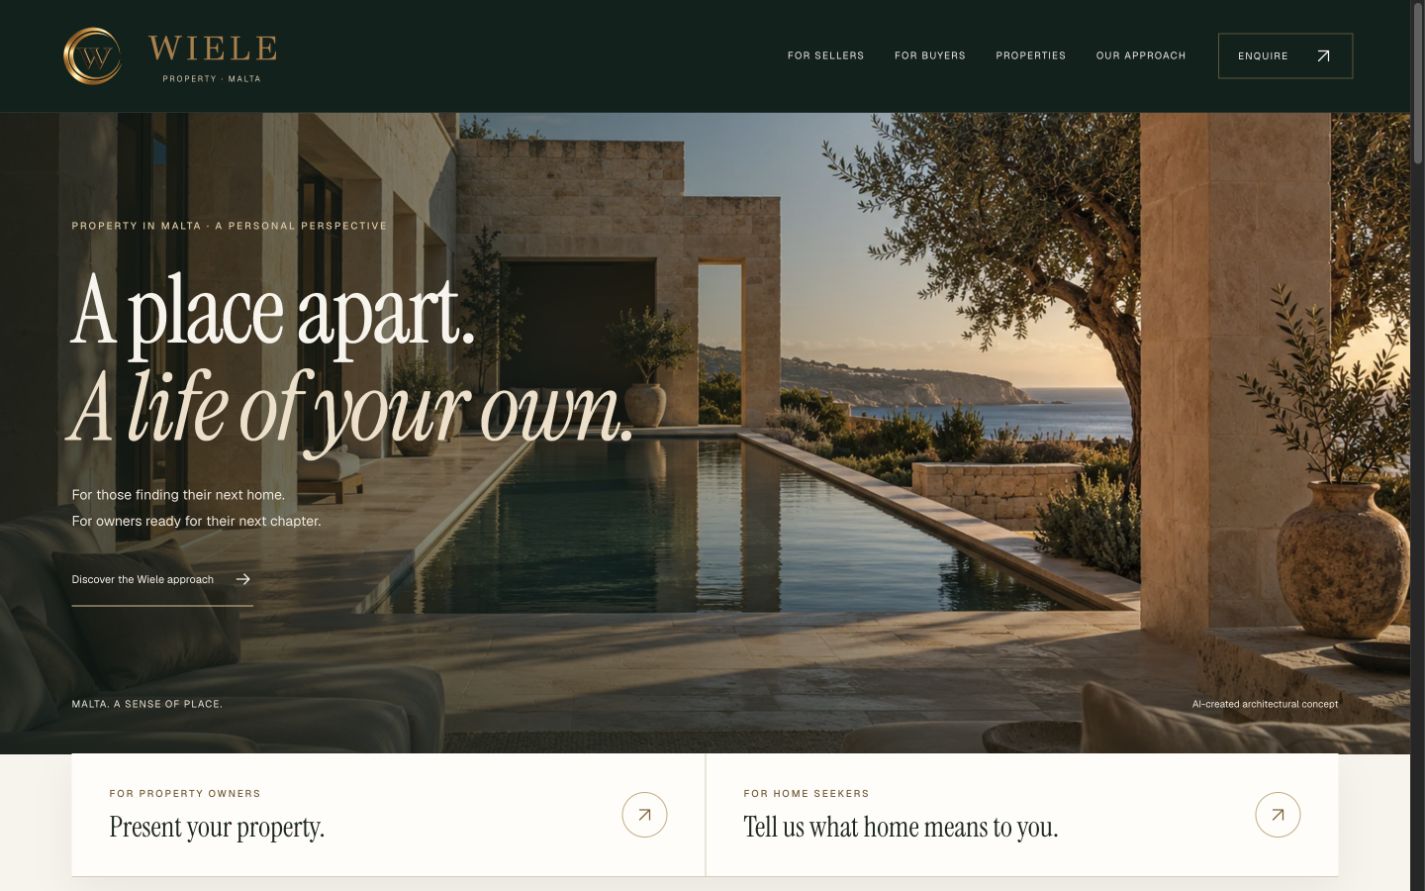 W
WIELE
PROPERTY · MALTA
FOR SELLERS
FOR BUYERS
PROPERTIES
OUR APPROACH
ENQUIRE
PROPERTY IN MALTA · A PERSONAL PERSPECTIVE
A place apart.
A life of your own.
For those finding their next home.
For owners ready for their next chapter.
Discover the Wiele approach
MALTA. A SENSE OF PLACE.
AI-created architectural concept
FOR PROPERTY OWNERS
Present your property.
FOR HOME SEEKERS
Tell us what home means to you.